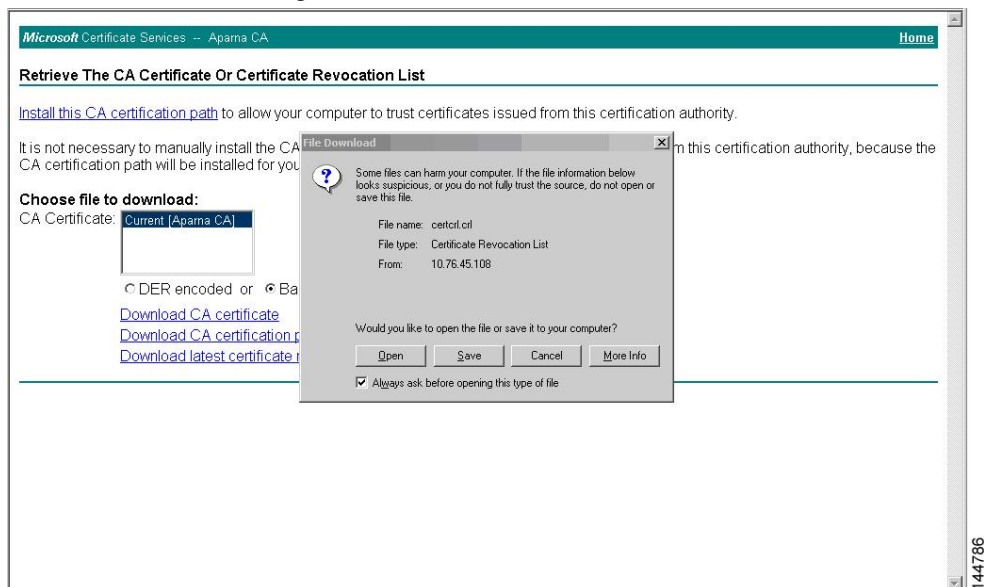 Microsoft Certificate Services -- Aparna CA Home
Retrieve The CA Certificate Or Certificate Revocation List
Install this CA certification path to allow your computer to trust certificates issued from this certification authority.
It is not necessary to manually install the CA
m this certification authority, because the
CA certification path will be installed for you
Choose file to download:
CA Certificate: Current [Aparna CA]
DER encoded or Ba
Download CA certificate
Download CA certification p
Download latest certificate r
File Download
Some files can harm your computer. If the file information below
looks suspicious, or you do not fully trust the source, do not open or
save this file.
File name: certcrl.crl
File type: Certificate Revocation List
From: 10.76.45.108
Would you like to open the file or save it to your computer?
Open Save Cancel More Info
Always ask before opening this type of file
144786